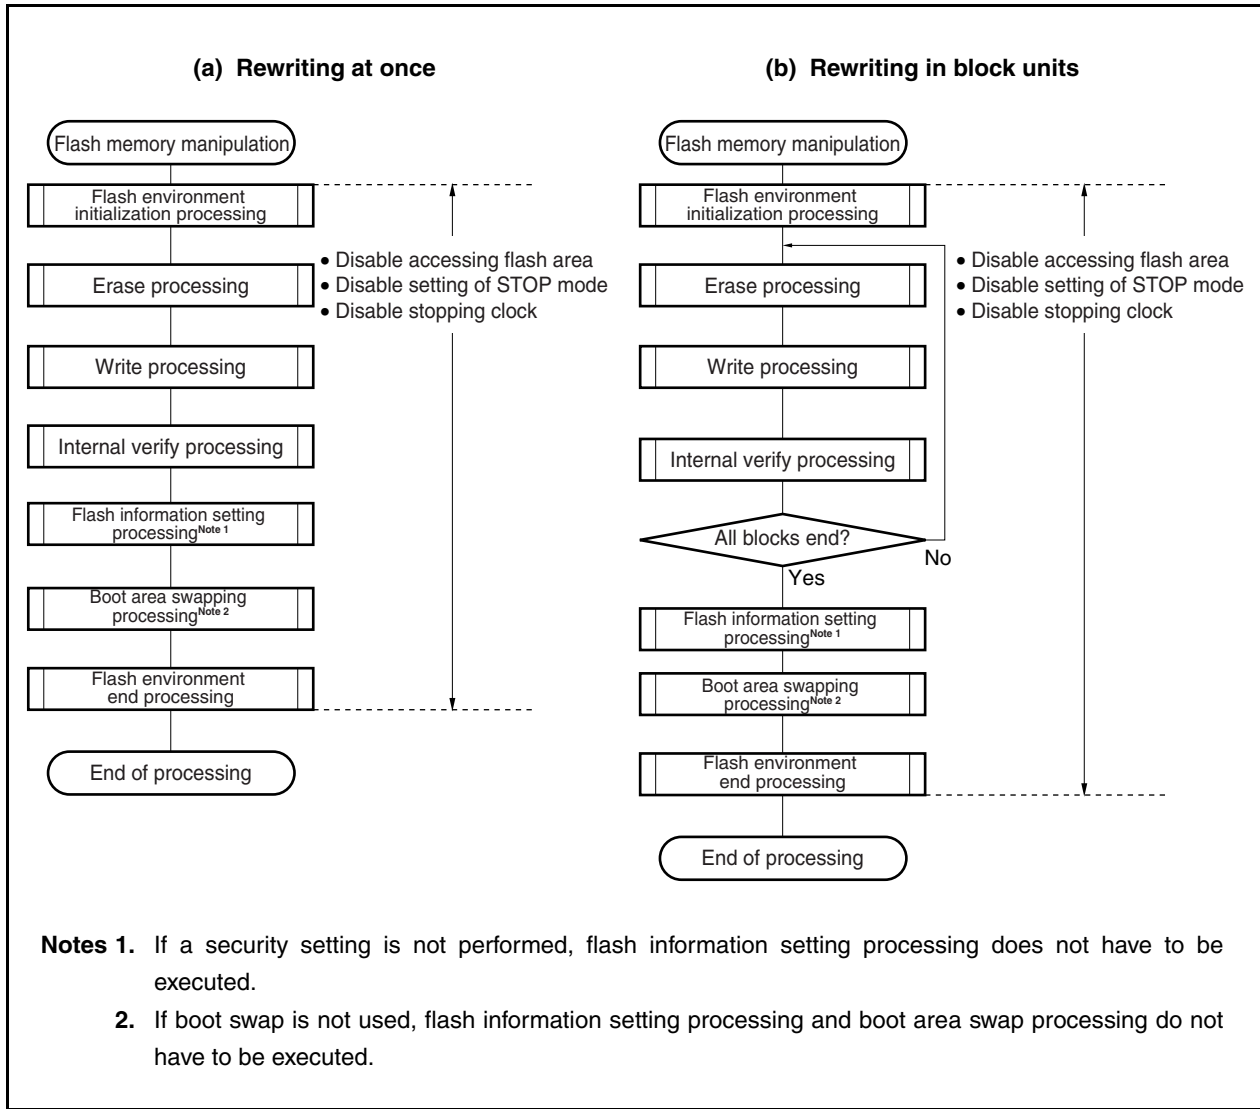 (a) Rewriting at once
Flash memory manipulation
Flash environment
initialization processing
• Disable accessing flash area
• Disable setting of STOP mode
• Disable stopping clock
Erase processing
Write processing
Internal verify processing
Flash information setting
processingNote 1
Boot area swapping
processingNote 2
Flash environment
end processing
End of processing
(b) Rewriting in block units
Flash memory manipulation
Flash environment
initialization processing
• Disable accessing flash area
• Disable setting of STOP mode
• Disable stopping clock
Erase processing
Write processing
Internal verify processing
All blocks end?
No
Yes
Flash information setting
processingNote 1
Boot area swapping
processingNote 2
Flash environment
end processing
End of processing
Notes 1. If a security setting is not performed, flash information setting processing does not have to be
executed.
2. If boot swap is not used, flash information setting processing and boot area swap processing do not
have to be executed.